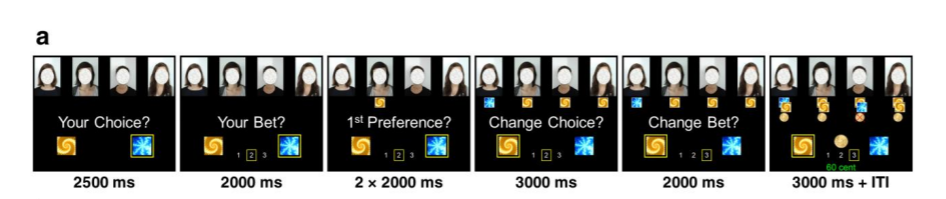 a
Your Choice?
Your Bet?
1st Preference?
Change Choice?
Change Bet?
1 2 3
1 2 3
1 2 3
1 2 3
1 2 3
60 cent
2500 ms
2000 ms
2 × 2000 ms
3000 ms
2000 ms
3000 ms + ITI